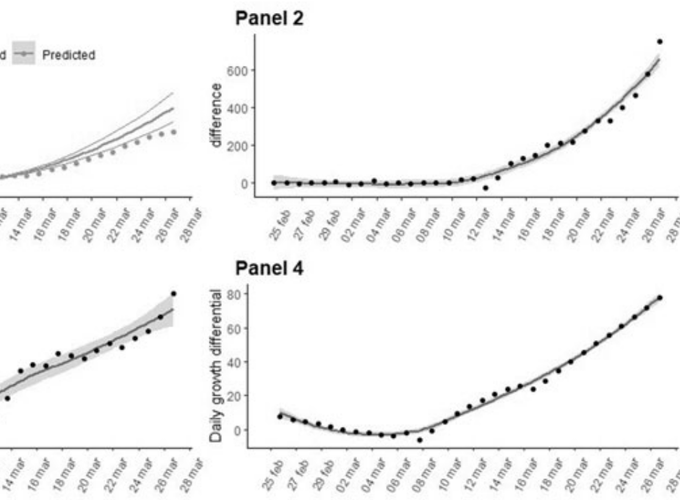 Panel 2
d Predicted
difference
600
400
200
0
14 mar 16 mar 18 mar 20 mar 22 mar 24 mar 26 mar 28 mar
25 feb 27 feb 29 feb 02 mar 04 mar 06 mar 08 mar 10 mar 12 mar 14 mar 16 mar 18 mar 20 mar 22 mar 24 mar 26 mar 28 mar
Panel 4
Daily growth differential
80
60
40
20
0
14 mar 16 mar 18 mar 20 mar 22 mar 24 mar 26 mar 28 mar
25 feb 27 feb 29 feb 02 mar 04 mar 06 mar 08 mar 10 mar 12 mar 14 mar 16 mar 18 mar 20 mar 22 mar 24 mar 26 mar 28 mar